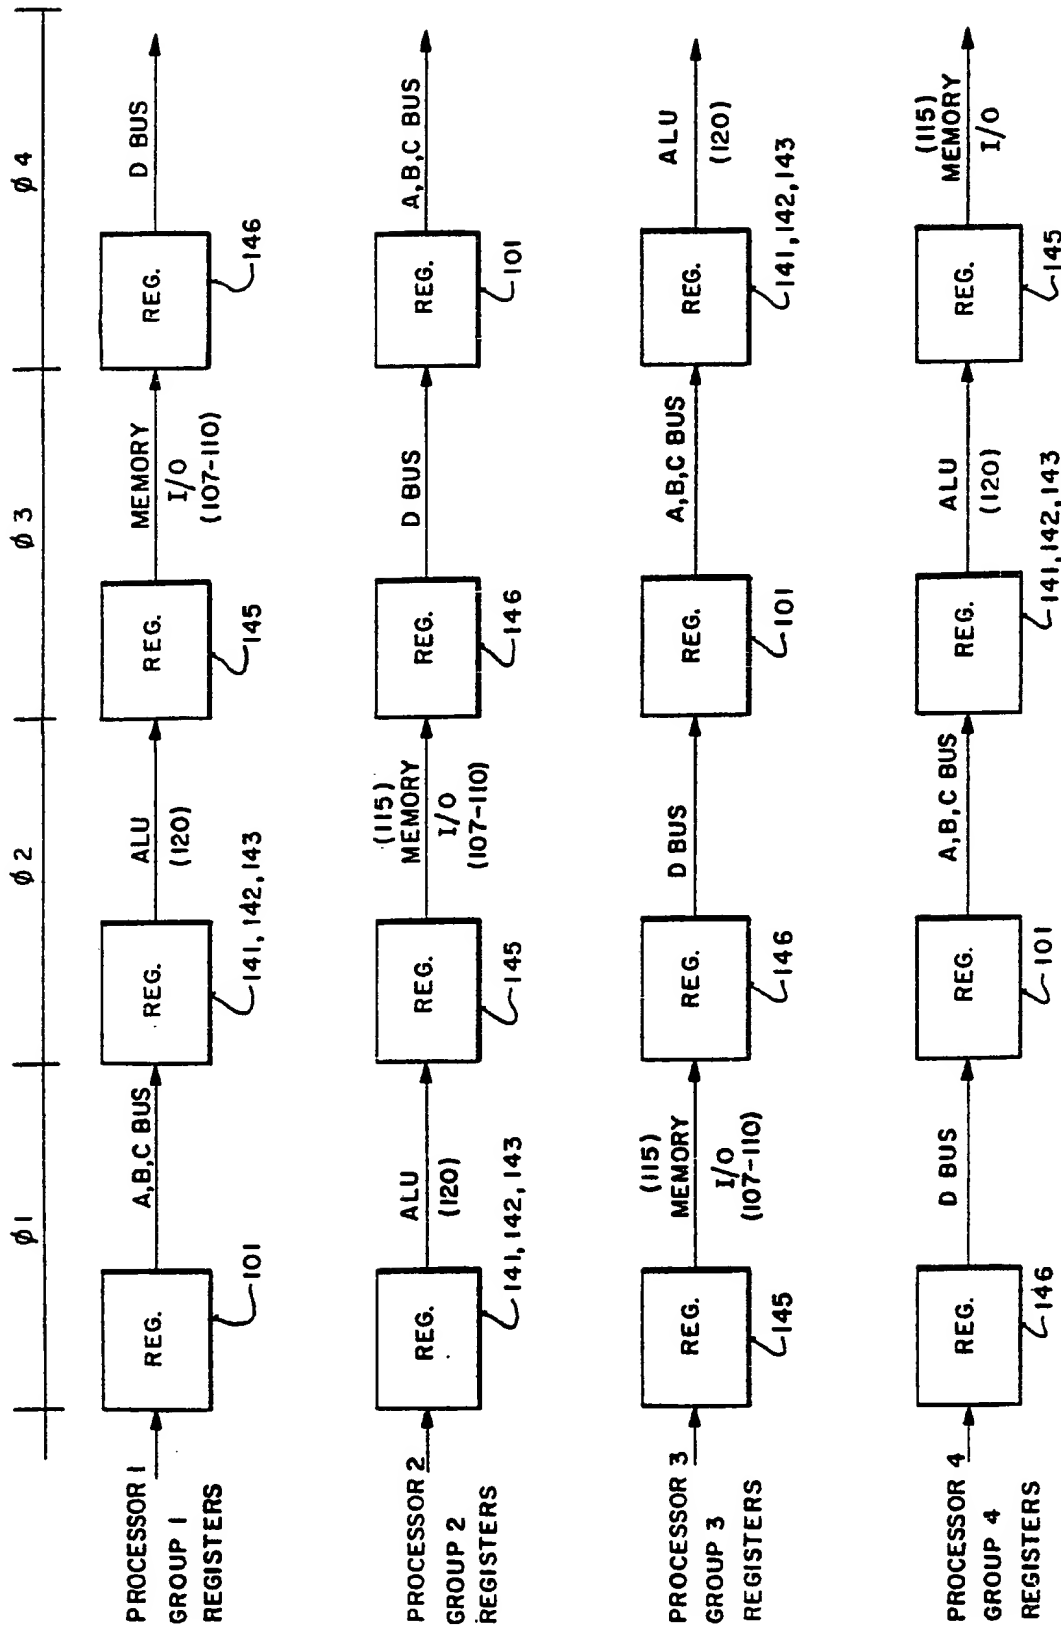 φ1 φ2 φ3 φ4
PROCESSOR 1
GROUP 1
REGISTERS
REG.
101
A,B,C BUS
REG.
141, 142, 143
ALU
(120)
REG.
145
MEMORY
I/O
(107-110)
REG.
146
D BUS
PROCESSOR 2
GROUP 2
REGISTERS
REG.
141, 142, 143
ALU
(120)
REG.
145
(115)
MEMORY
I/O
(107-110)
REG.
146
D BUS
REG.
101
A,B,C BUS
PROCESSOR 3
GROUP 3
REGISTERS
REG.
145
(115)
MEMORY
I/O
(107-110)
REG.
146
D BUS
REG.
101
A,B,C BUS
REG.
141, 142, 143
ALU
(120)
PROCESSOR 4
GROUP 4
REGISTERS
REG.
146
D BUS
REG.
101
A,B,C BUS
REG.
141, 142, 143
ALU
(120)
REG.
145
(115)
MEMORY
I/O